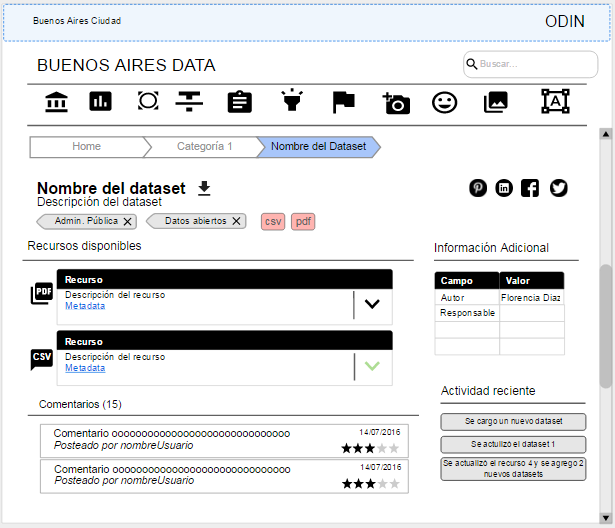 Buenos Aires Ciudad
ODIN
BUENOS AIRES DATA
Buscar...
A
Home
Categoría 1
Nombre del Dataset
Nombre del dataset
Descripción del dataset
Admin. Pública X
Datos abiertos X
csv
pdf
Recursos disponibles
Información Adicional
PDF
Recurso
Descripción del recurso
Metadata
Campo Valor
Autor Florencia Diaz
Responsable
CSV
Recurso
Descripción del recurso
Metadata
Actividad reciente
Se cargo un nuevo dataset
Se actulizó el dataset 1
Se actualizó el recurso 4 y se agrego 2
nuevos datasets
Comentarios (15)
Comentario oooooooooooooooooooooooooooooo
14/07/2016
Posteado por nombreUsuario
Comentario oooooooooooooooooooooooooooooo
14/07/2016
Posteado por nombreUsuario